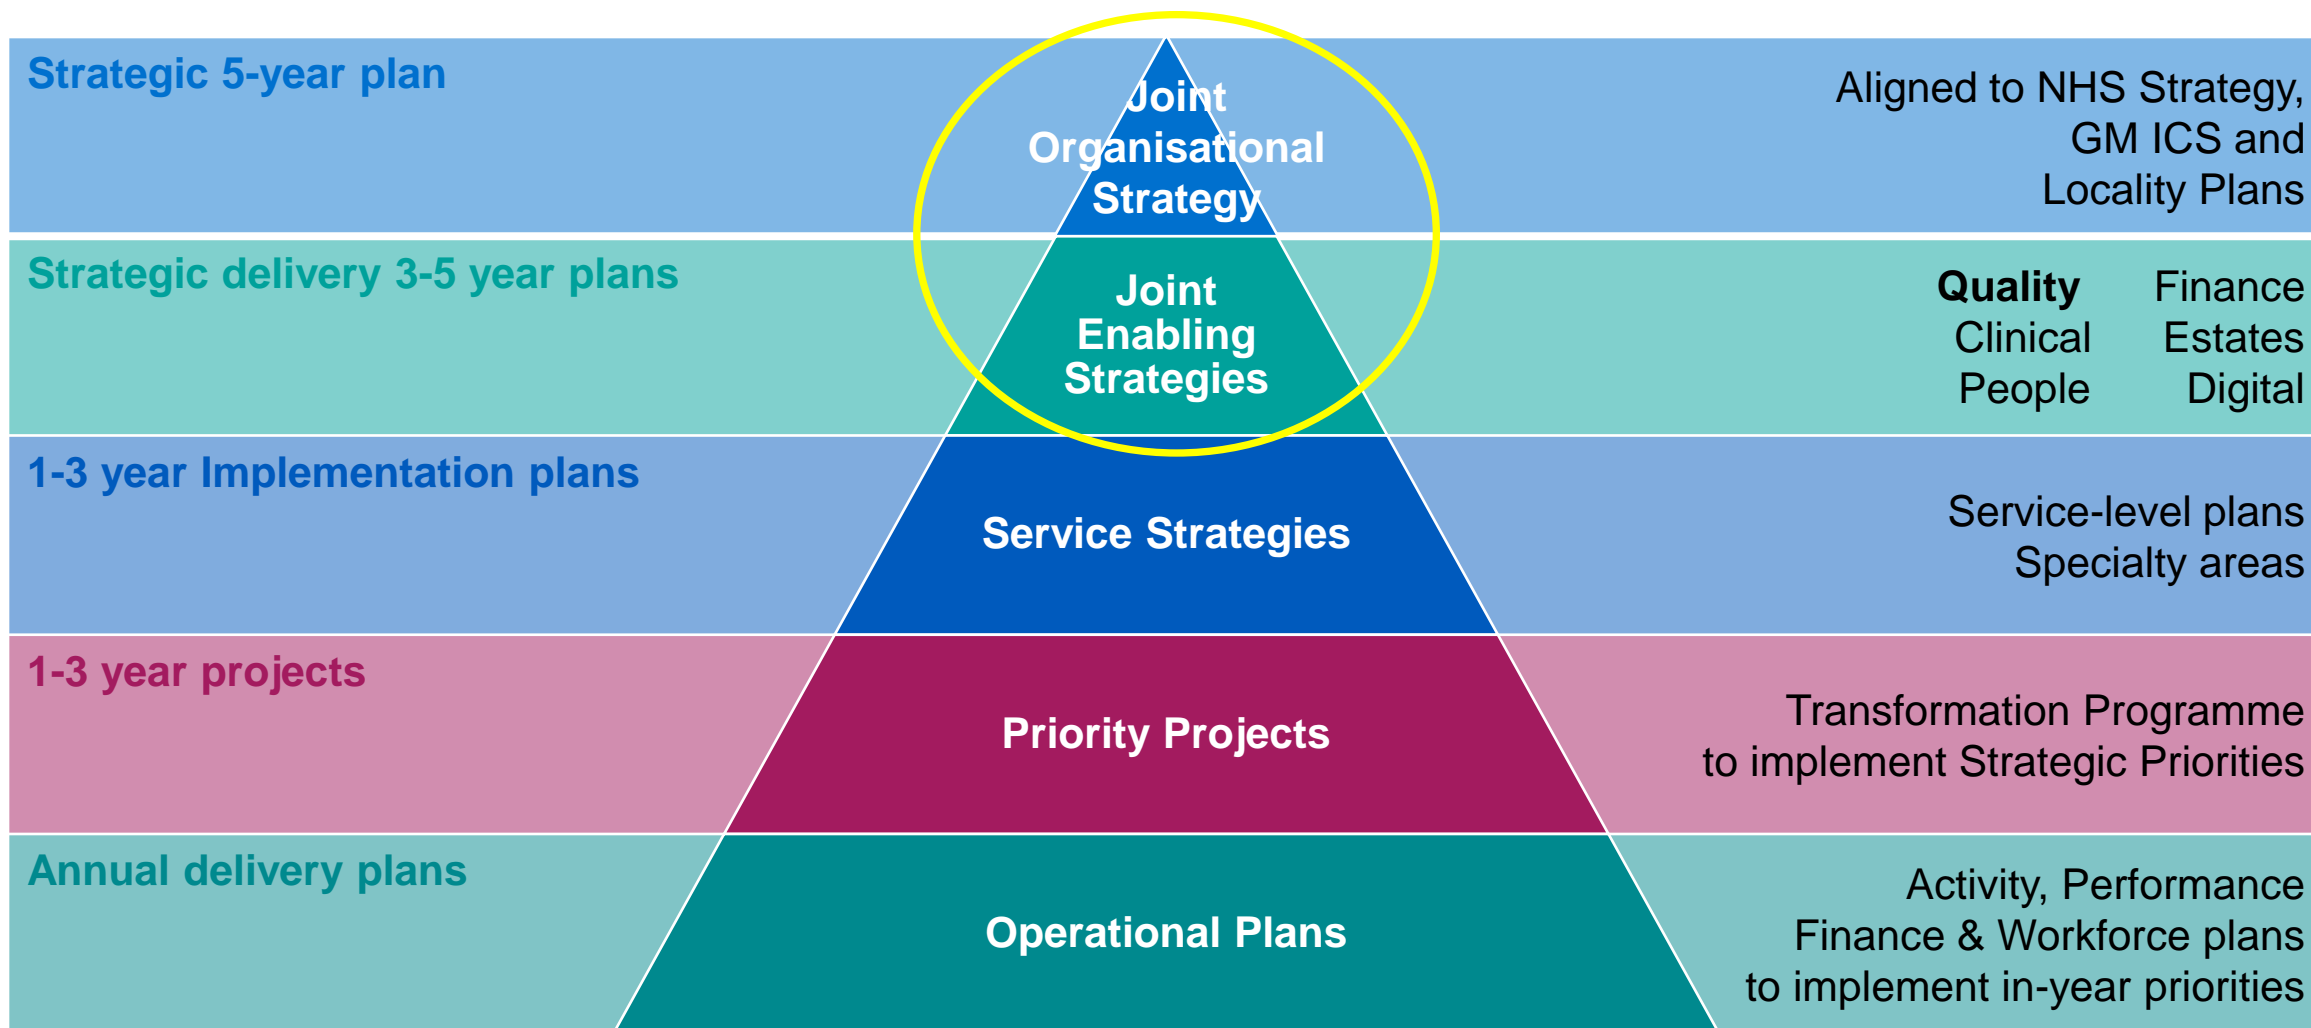 Strategic 5-year plan
Joint
Organisational
Strategy
Aligned to NHS Strategy,
GM ICS and
Locality Plans
Strategic delivery 3-5 year plans
Joint
Enabling
Strategies
Quality Finance
Clinical Estates
People Digital
1-3 year Implementation plans
Service Strategies
Service-level plans
Specialty areas
1-3 year projects
Priority Projects
Transformation Programme
to implement Strategic Priorities
Annual delivery plans
Operational Plans
Activity, Performance
Finance & Workforce plans
to implement in-year priorities